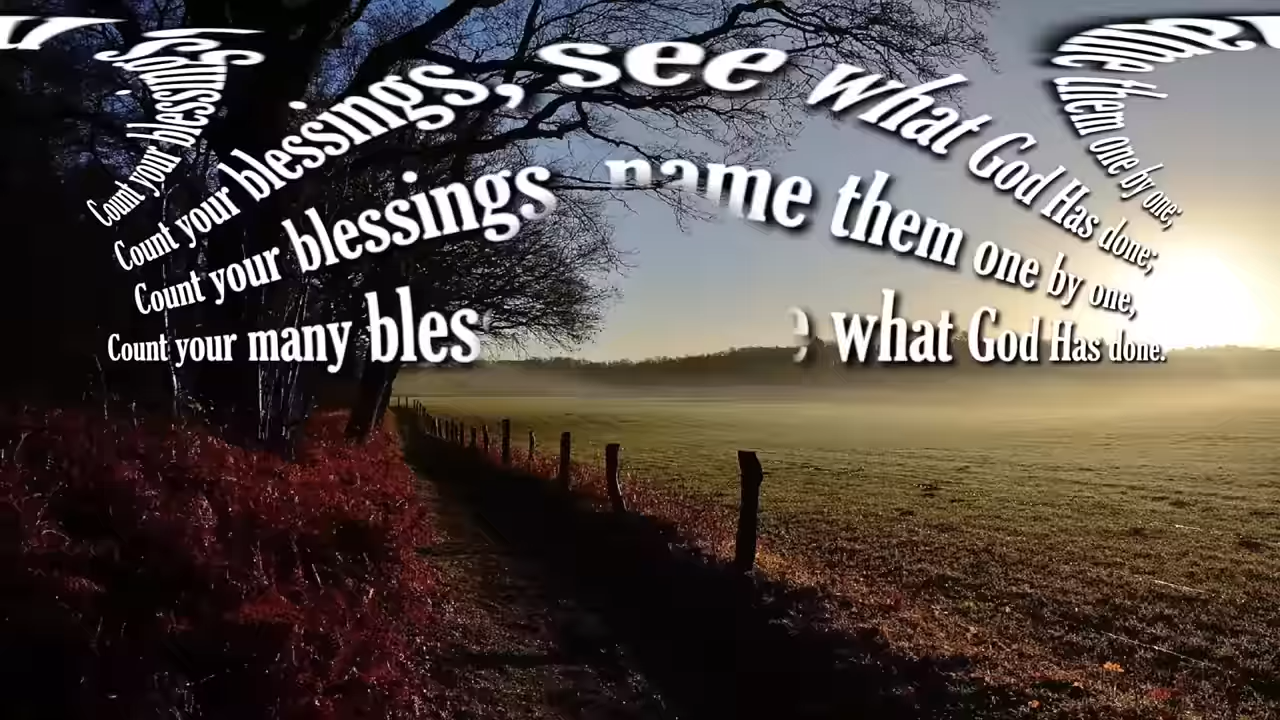 Count your blessings name them one by one;
Count your blessings, see what God Has done;
Count your blessings name them one by one,
Count your many bles what God Has done.